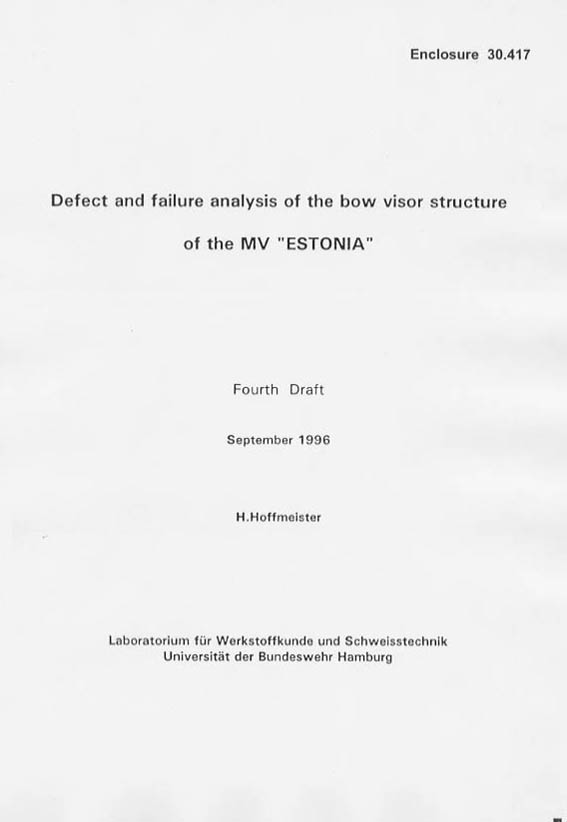 Enclosure 30.417
Defect and failure analysis of the bow visor structure
of the MV "ESTONIA"
Fourth Draft
September 1996
H.Hoffmeister
Laboratorium für Werkstoffkunde und Schweisstechnik
Universität der Bundeswehr Hamburg